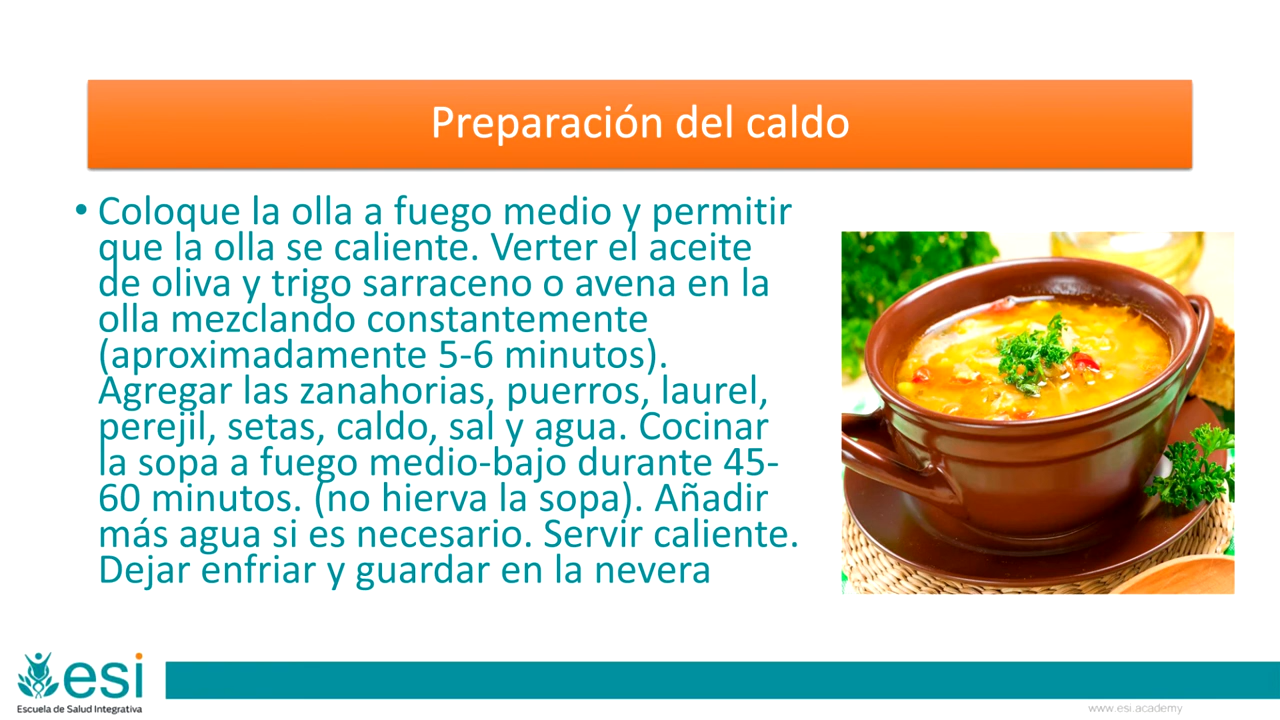 Preparación del caldo
• Coloque la olla a fuego medio y permitir
que la olla se caliente. Verter el aceite
de oliva y trigo sarraceno o avena en la
olla mezclando constantemente
(aproximadamente 5-6 minutos).
Agregar las zanahorias, puerros, laurel,
perejil, setas, caldo, sal y agua. Cocinar
la sopa a fuego medio-bajo durante 45-
60 minutos. (no hierva la sopa). Añadir
más agua si es necesario. Servir caliente.
Dejar enfriar y guardar en la nevera
esi
Escuela de Salud Integrativa
www.esi.academy